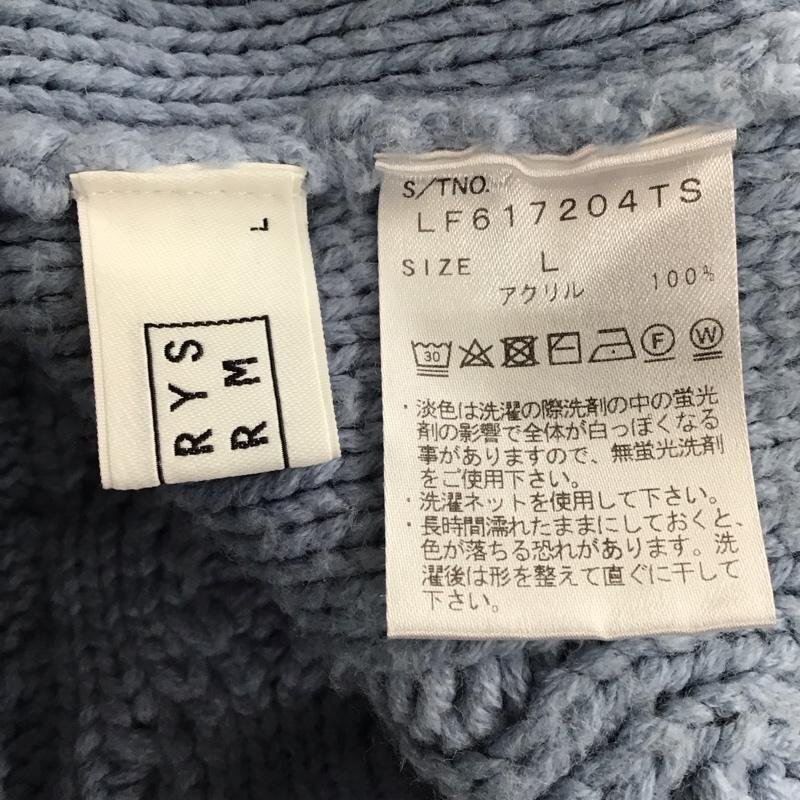 L
RYS
RM
S/TNO.
LF617204TS
SIZE L
アクリル 100%
30 F W
・淡色は洗濯の際洗剤の中の蛍光
剤の影響で全体が白っぽくなる
事がありますので、無蛍光洗剤
をご使用下さい。
・洗濯ネットを使用して下さい。
・長時間濡れたままにしておくと、
色が落ちる恐れがあります。洗
濯後は形を整えて直ぐに干して
下さい。